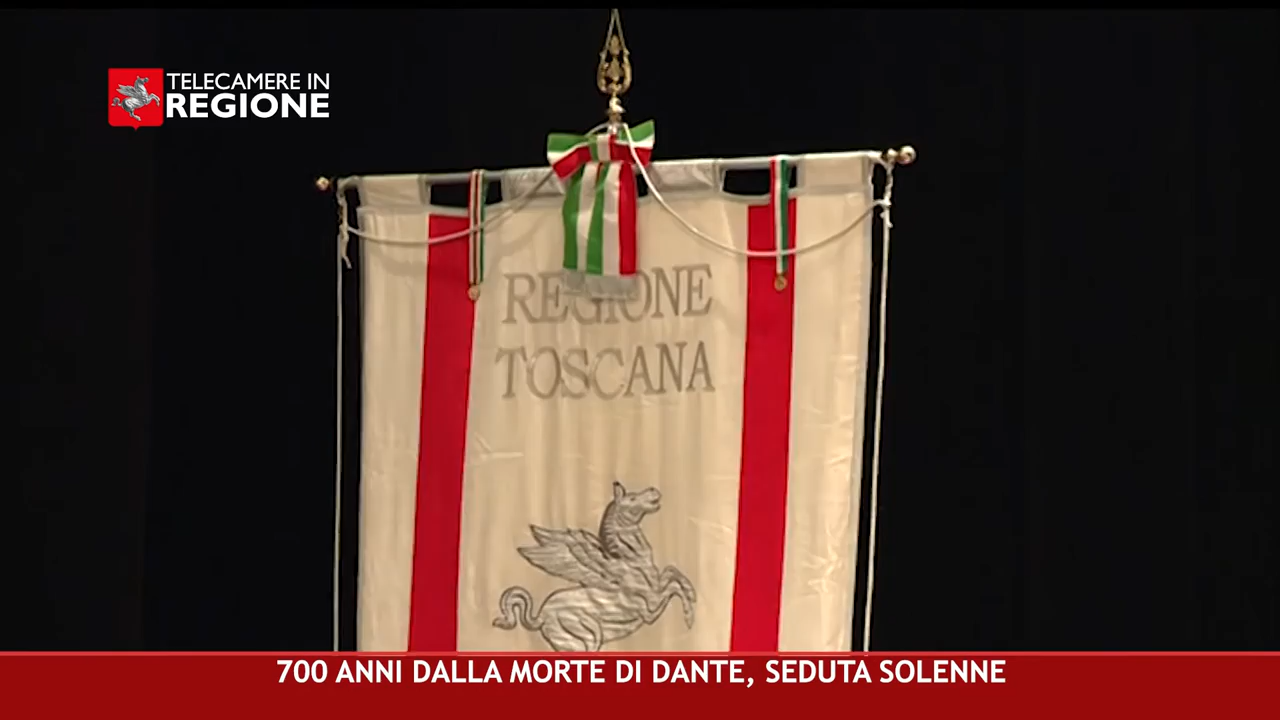 TELECAMERE IN
REGIONE
REGIONE
TOSCANA
700 ANNI DALLA MORTE DI DANTE, SEDUTA SOLENNE